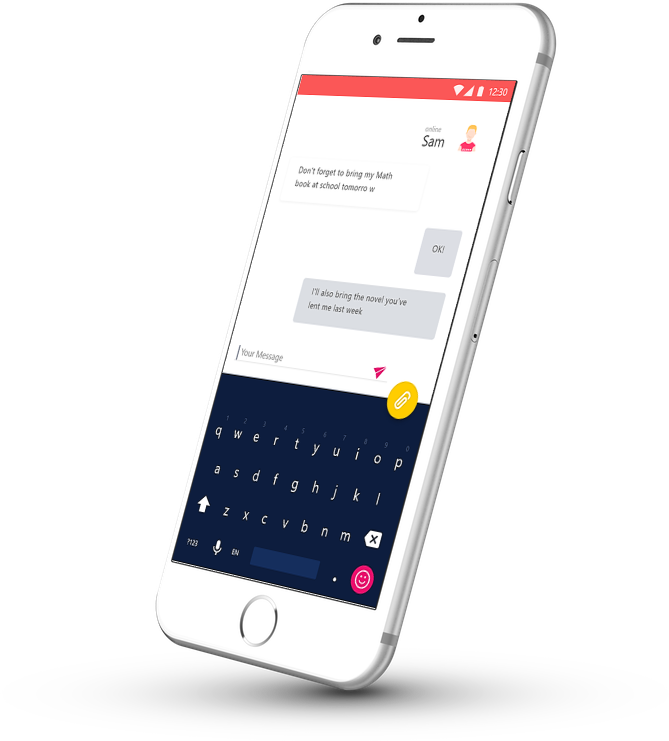 12:30
online
Sam
Don't forget to bring my Math
book at school tomorro w
OK!
I'll also bring the novel you've
lent me last week
Your Message
1 2 3 4 5 6 7 8 9 0
q w e r t y u i o p
a s d f g h j k l
z x c v b n m
?123 EN .